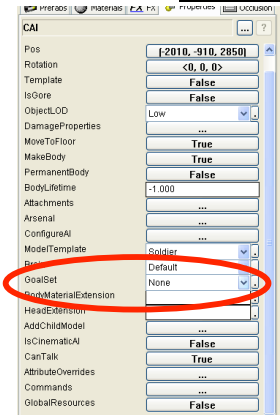 Prefabs Materials FX FX Properties Occlusion
CAI ... ?
Pos [-2010, -910, 2850]
Rotation <0, 0, 0>
Template False
IsGore False
ObjectLOD Low
DamageProperties ...
MoveToFloor True
MakeBody True
PermanentBody False
BodyLifetime -1.000
Attachments ...
Arsenal ...
ConfigureAI ...
ModelTemplate Soldier
Default
GoalSet None
BodyMaterialExtension
HeadExtension
AddChildModel ...
IsCinematicAI False
CanTalk True
AttributeOverrides ...
Commands ...
GlobalResources False